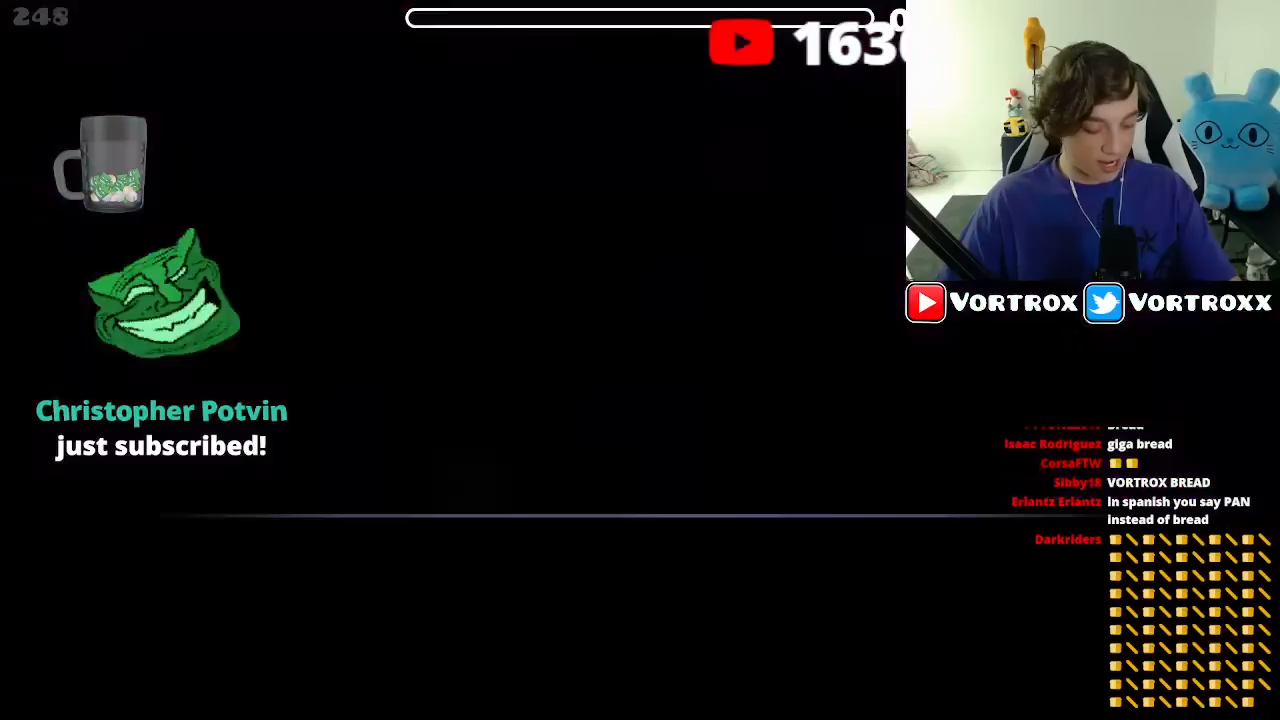 248
163
Christopher Potvin
just subscribed!
VORTROX
VORTROXX
Isaac Rodriguez giga bread
CorsaFTW
Sibby18 VORTROX BREAD
Erlantz Erlantz In spanish you say PAN
instead of bread
Darkriders